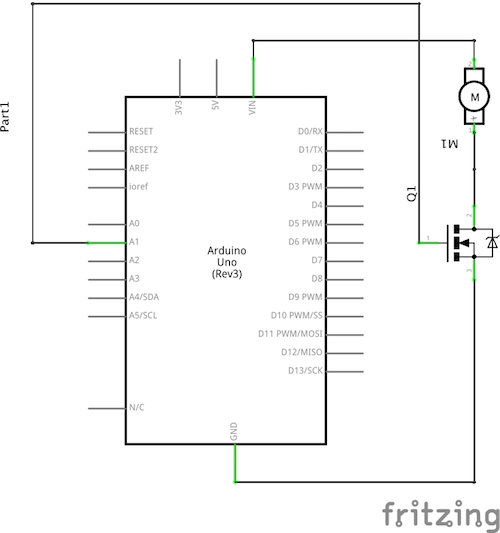 Part1
3V3
5V
VIN
RESET
RESET2
AREF
ioref
A0
A1
A2
A3
A4/SDA
A5/SCL
N/C
D0/RX
D1/TX
D2
D3 PWM
D4
D5 PWM
D6 PWM
D7
D8
D9 PWM
D10 PWM/SS
D11 PWM/MOSI
D12/MISO
D13/SCK
Arduino
Uno
(Rev3)
GND
M
M1
Q1
1
2
3
fritzing